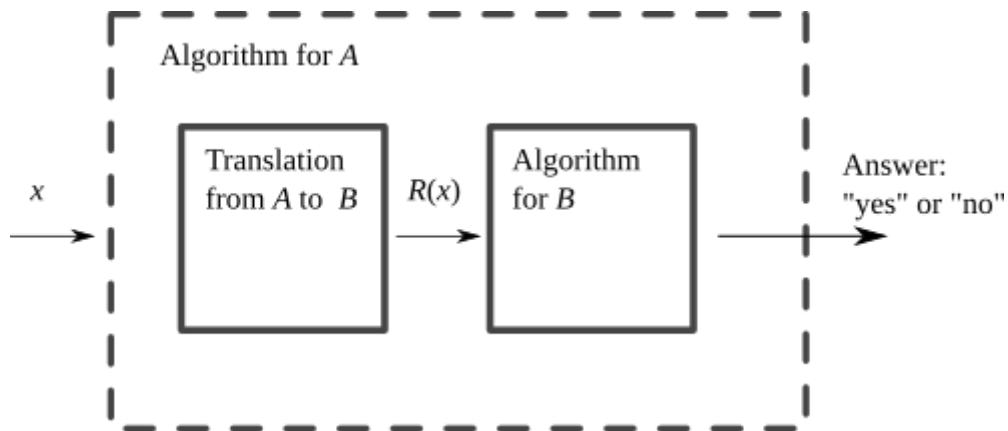 Algorithm for A
Translation
from A to B
Algorithm
for B
x
R(x)
Answer:
"yes" or "no"